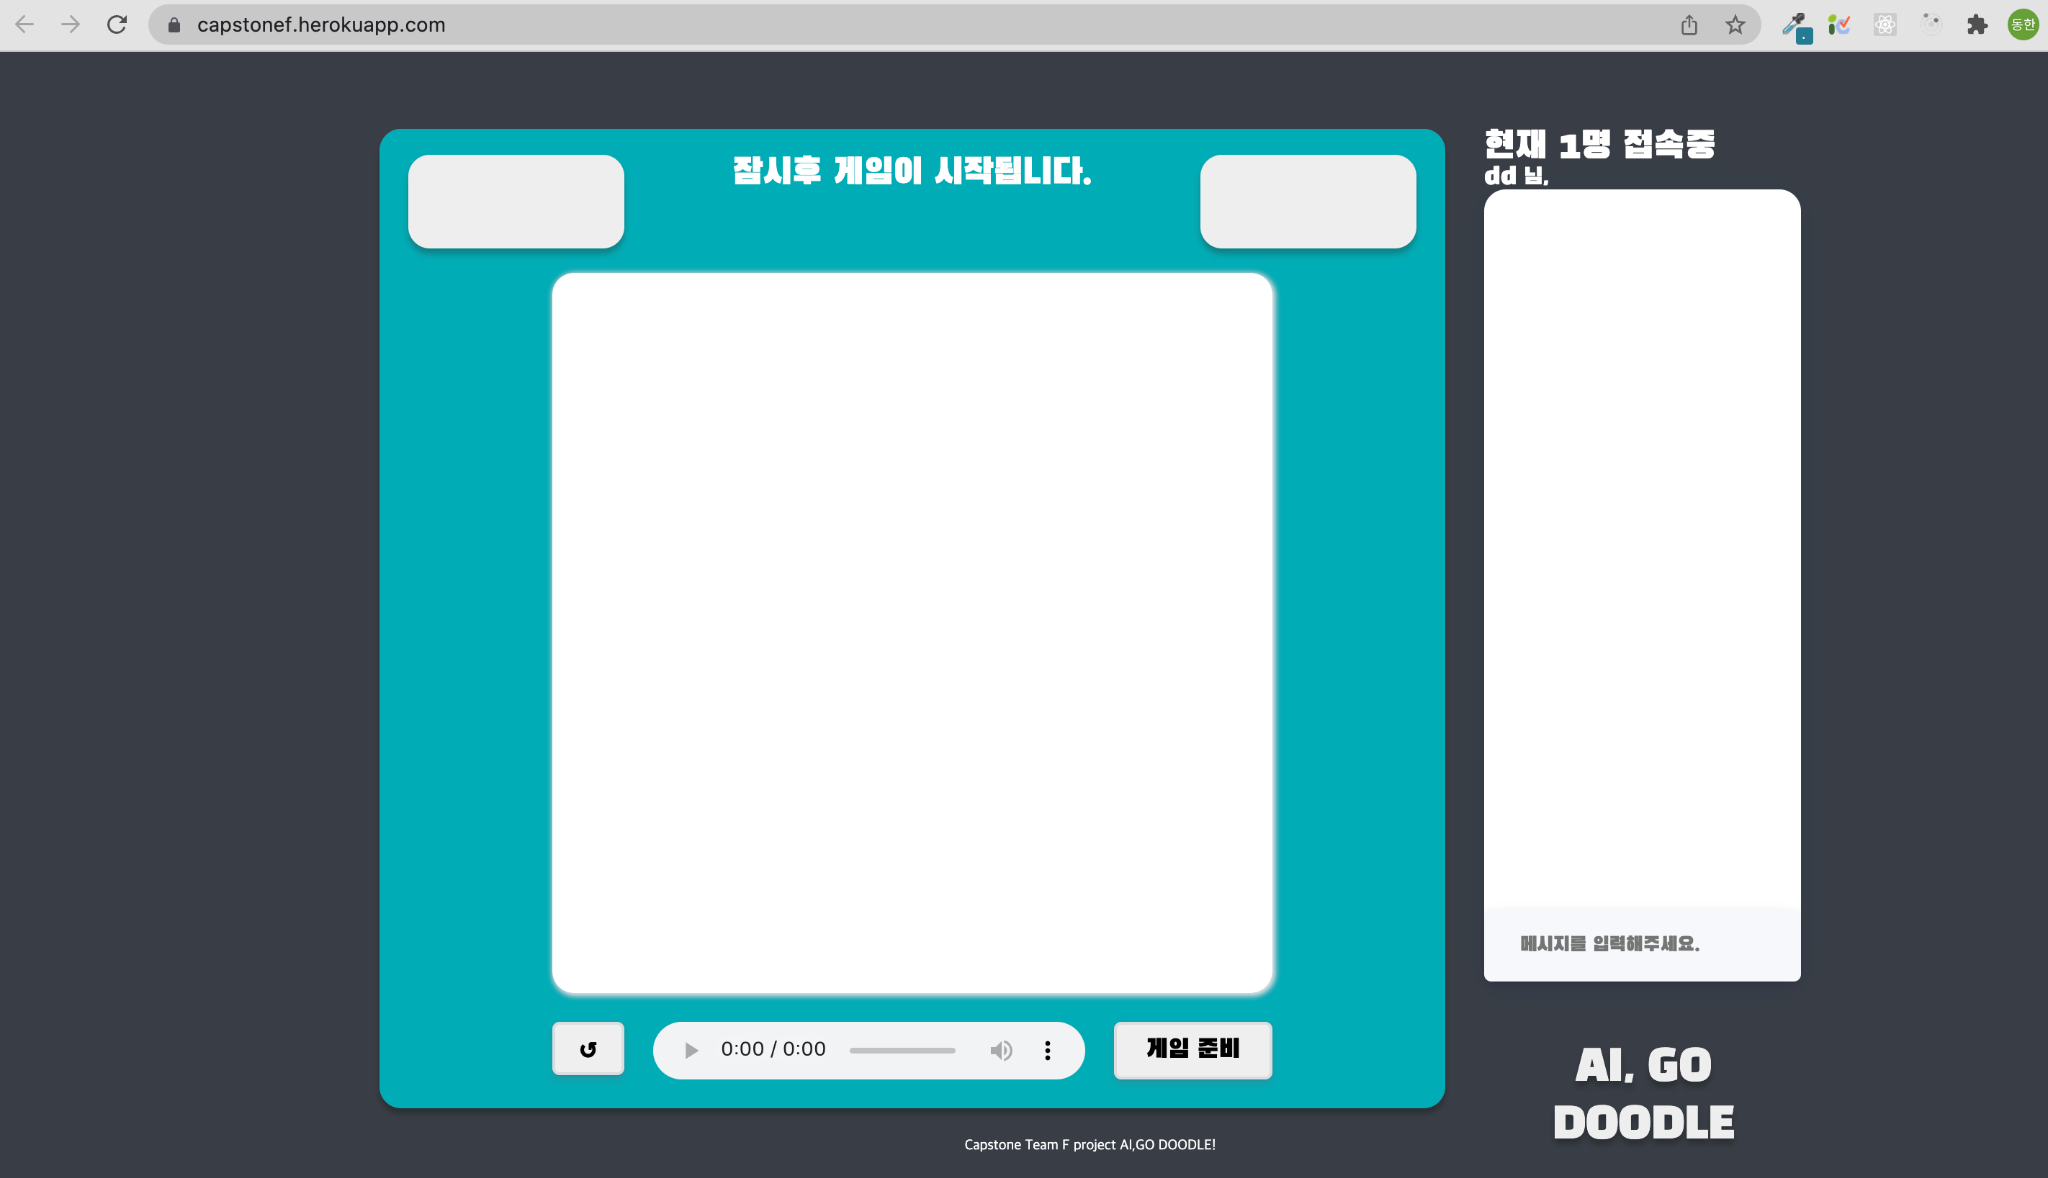 capstonef.herokuapp.com
동한
잠시후 게임이 시작됩니다.
현재 1명 접속중
dd 님,
메시지를 입력해주세요.
↺
0:00 / 0:00
게임 준비
AI, GO
DOODLE
Capstone Team F project AI,GO DOODLE!